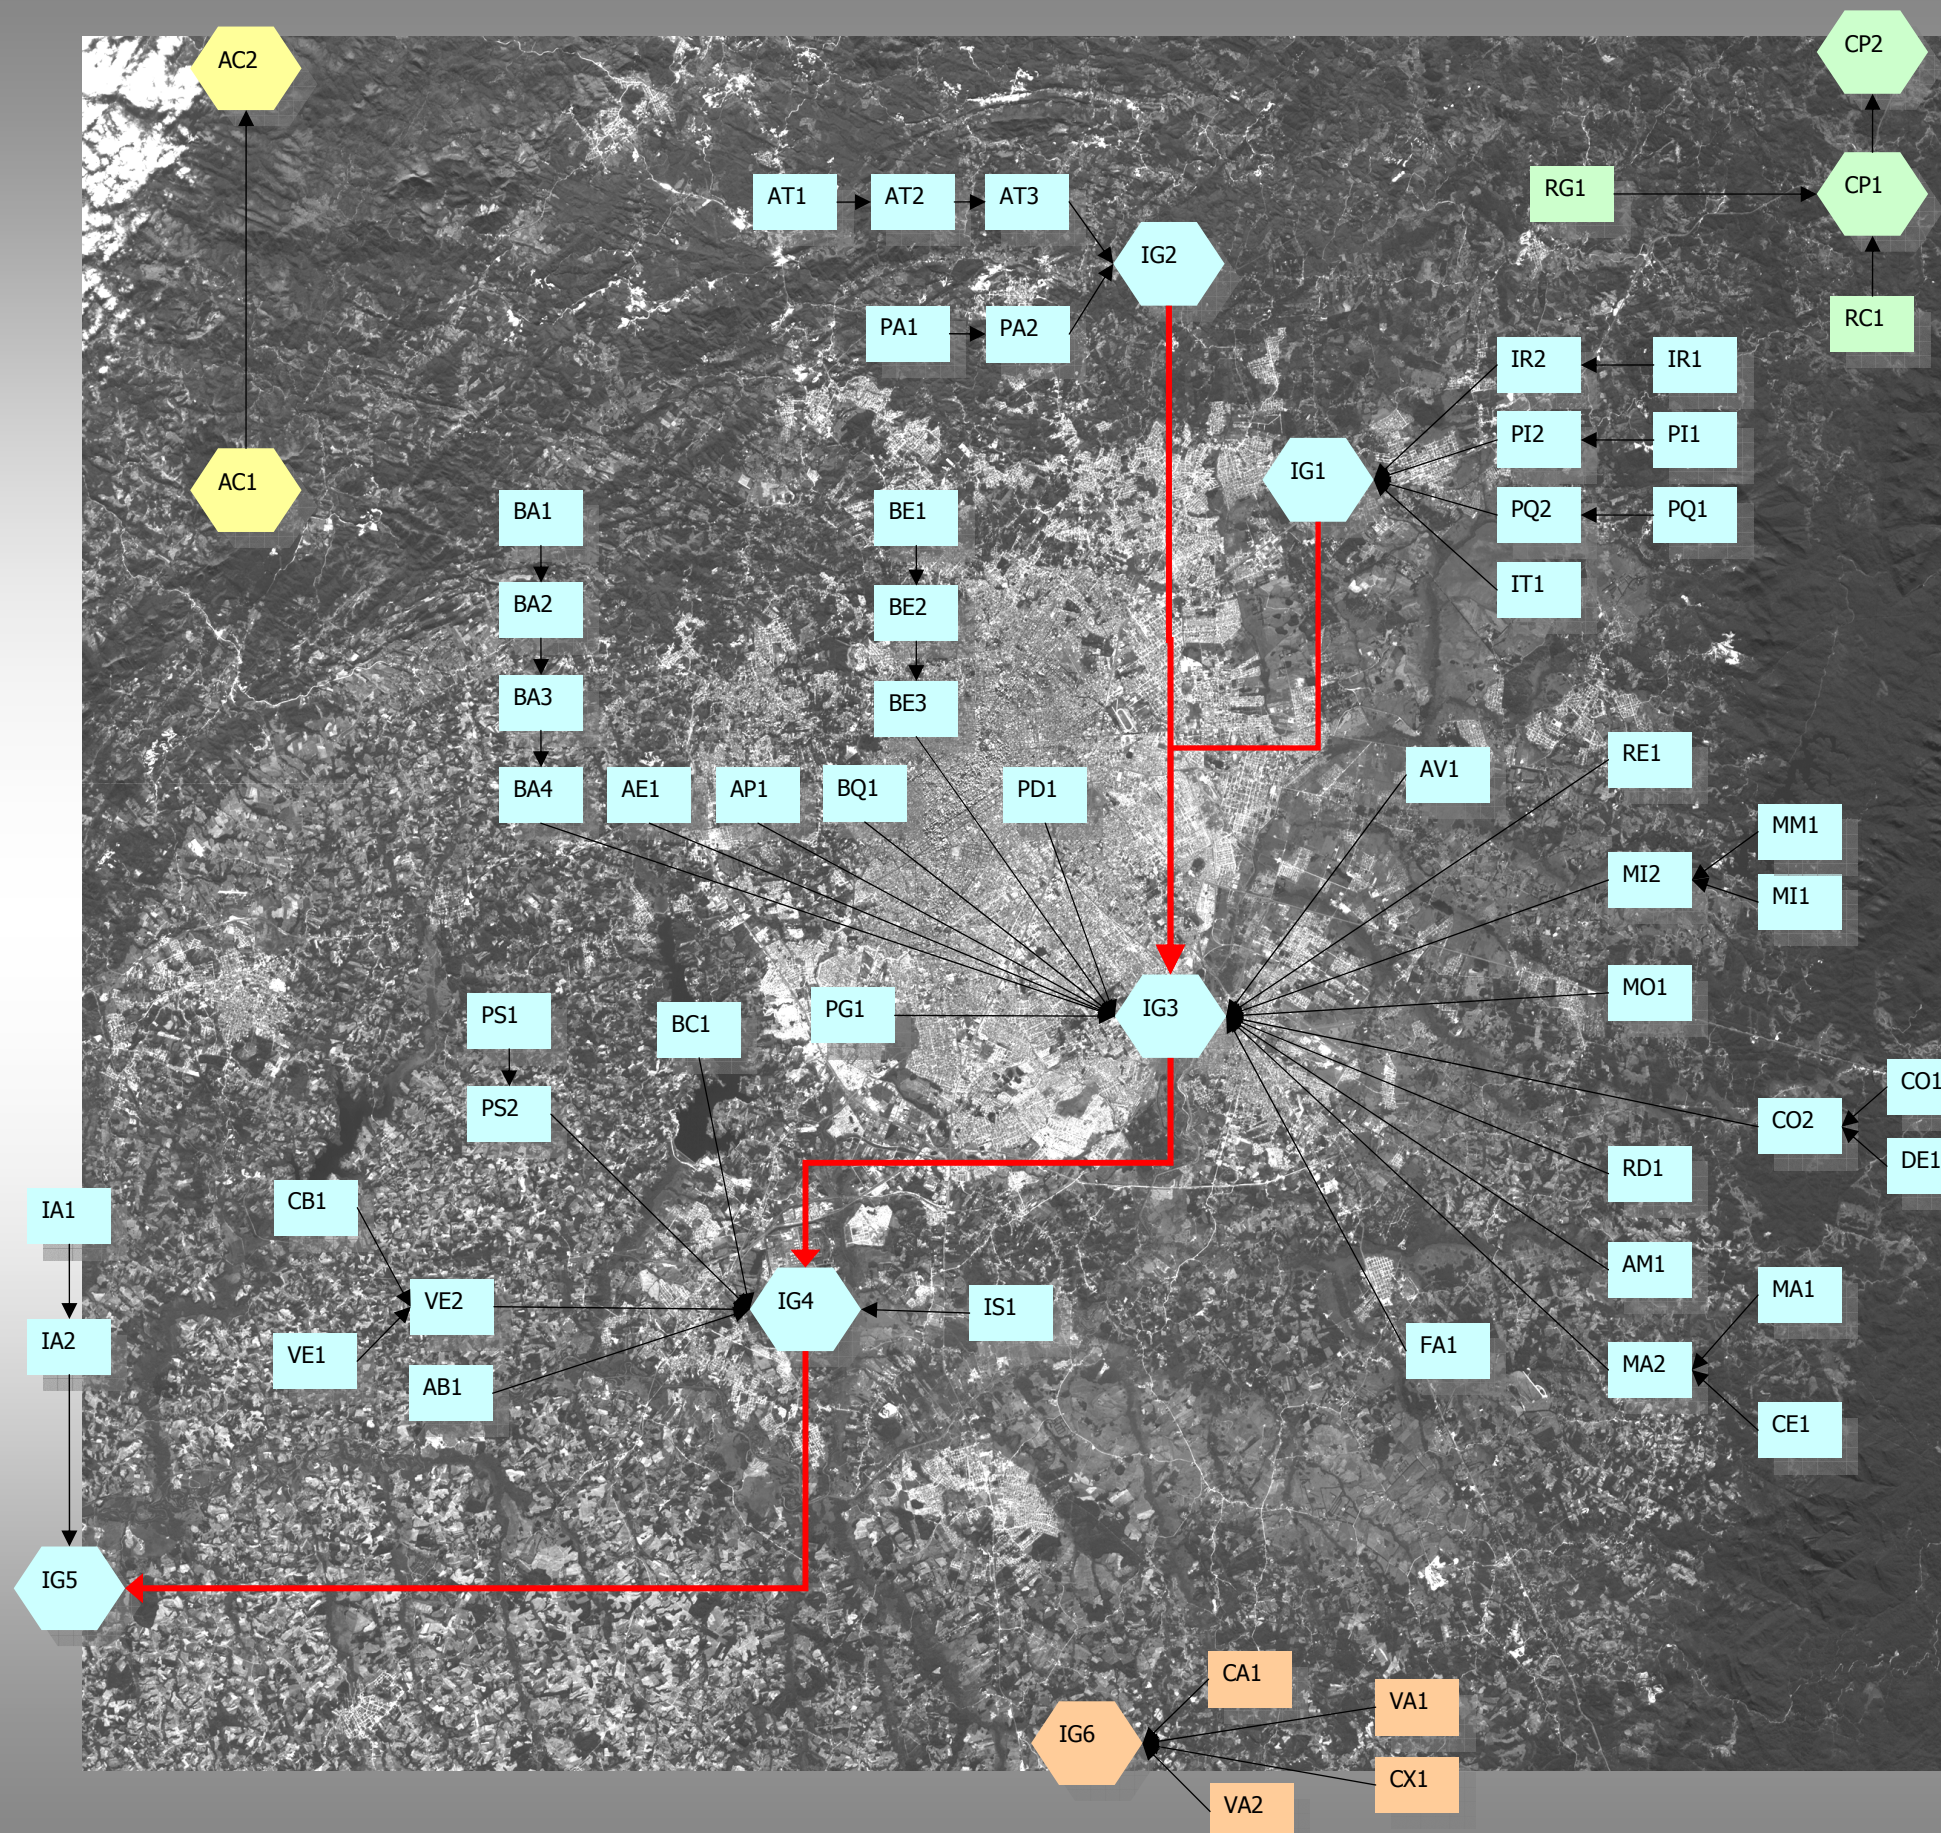 AC2
CP2
AT1
AT2
AT3
RG1
CP1
IG2
PA1
PA2
RC1
IR2
IR1
PI2
PI1
IG1
AC1
BA1
BE1
PQ2
PQ1
IT1
BA2
BE2
BA3
BE3
RE1
AV1
BA4
AE1
AP1
BQ1
PD1
MM1
MI2
MI1
MO1
PS1
BC1
PG1
IG3
CO1
PS2
CO2
DE1
RD1
IA1
CB1
AM1
VE2
IG4
IS1
MA1
IA2
VE1
FA1
MA2
AB1
CE1
IG5
CA1
VA1
IG6
CX1
VA2